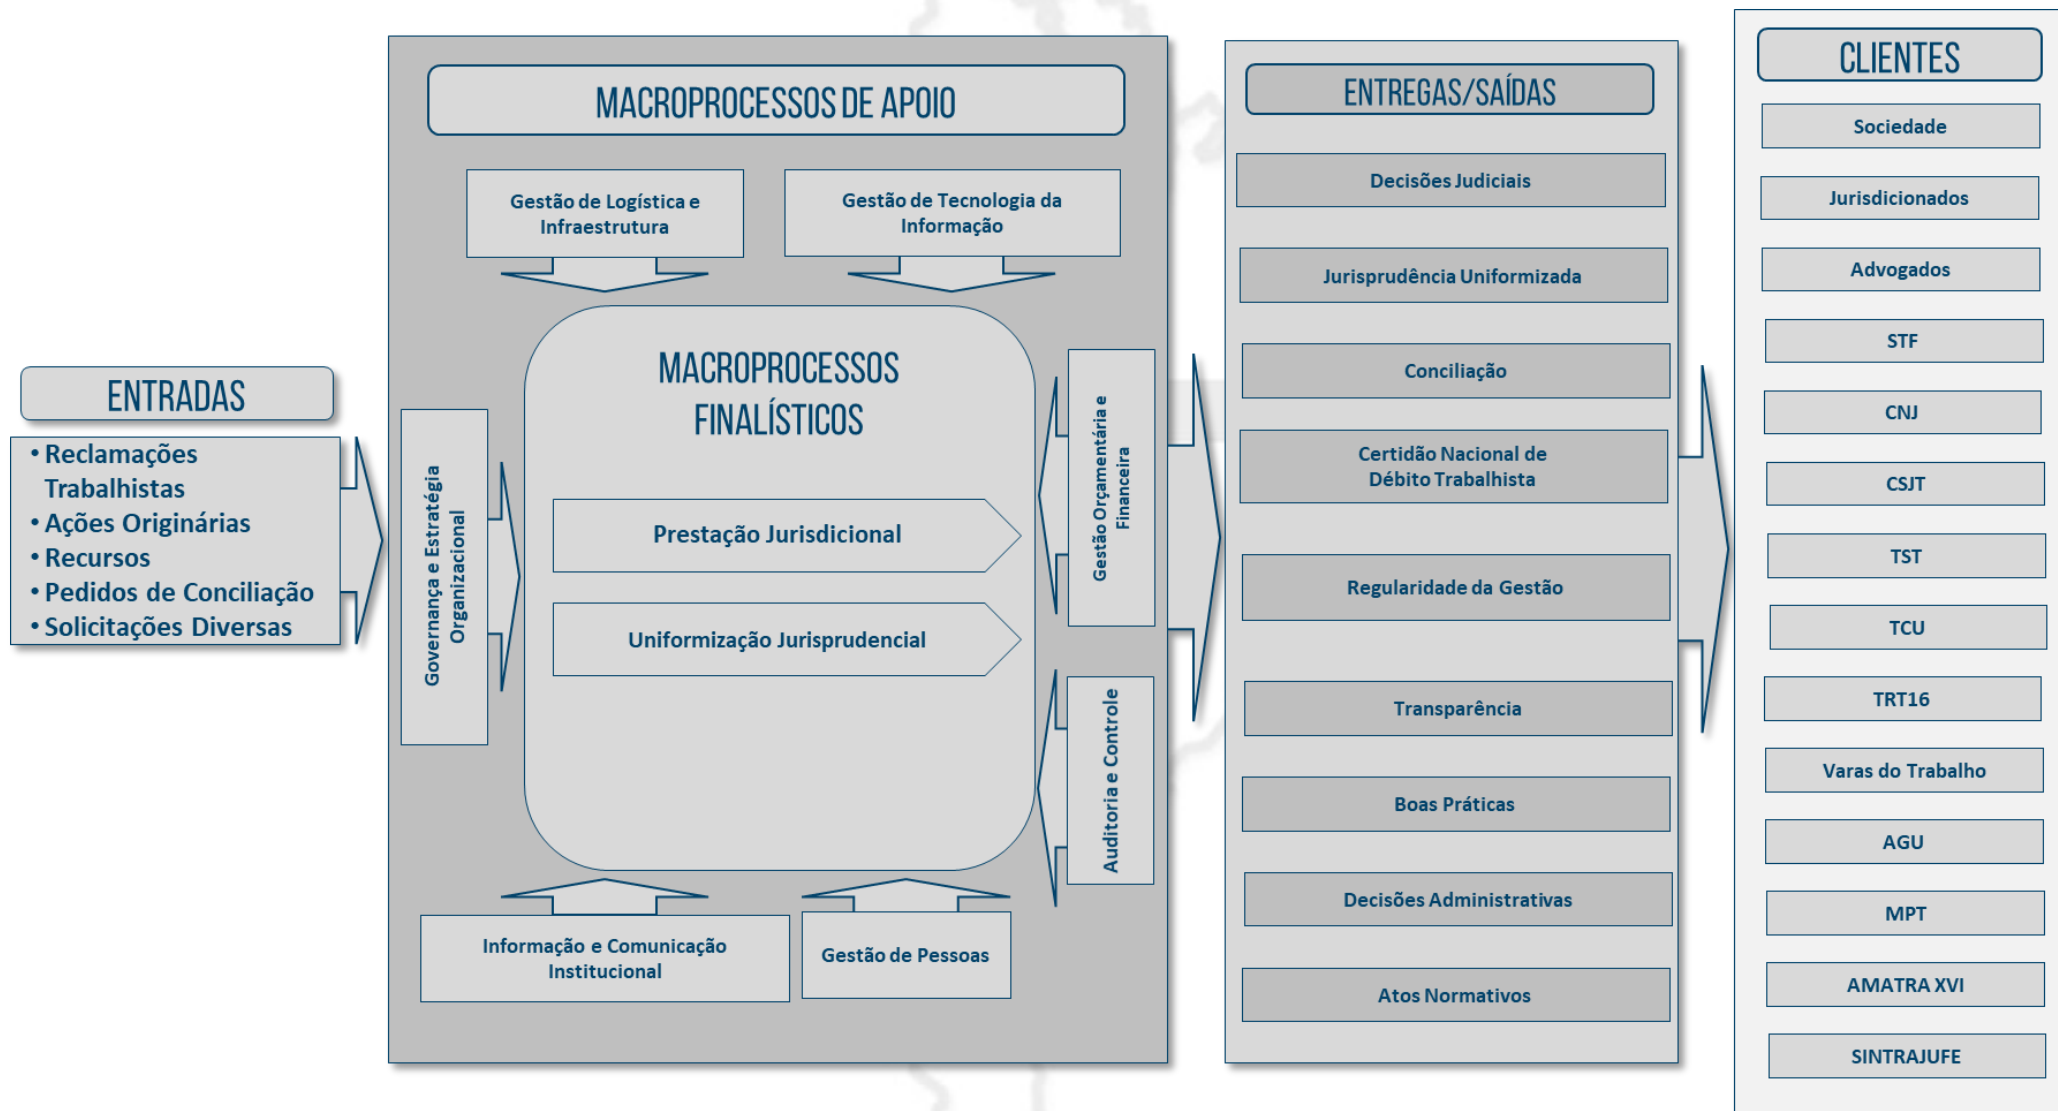 ENTRADAS
• Reclamações
Trabalhistas
• Ações Originárias
• Recursos
• Pedidos de Conciliação
• Solicitações Diversas
MACROPROCESSOS DE APOIO
Gestão de Logística e
Infraestrutura
Gestão de Tecnologia da
Informação
Governança e Estratégia
Organizacional
MACROPROCESSOS
FINALÍSTICOS
Prestação Jurisdicional
Uniformização Jurisprudencial
Gestão Orçamentária e
Financeira
Auditoria e Controle
Informação e Comunicação
Institucional
Gestão de Pessoas
ENTREGAS/SAÍDAS
Decisões Judiciais
Jurisprudência Uniformizada
Conciliação
Certidão Nacional de
Débito Trabalhista
Regularidade da Gestão
Transparência
Boas Práticas
Decisões Administrativas
Atos Normativos
CLIENTES
Sociedade
Jurisdicionados
Advogados
STF
CNJ
CSJT
TST
TCU
TRT16
Varas do Trabalho
AGU
MPT
AMATRA XVI
SINTRAJUFE